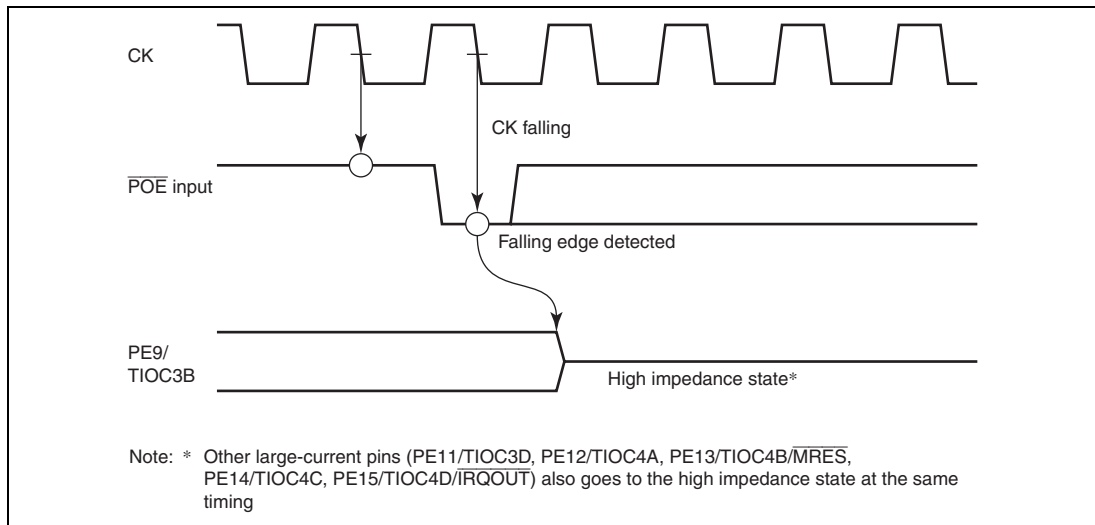 CK
CK falling
POE input
Falling edge detected
PE9/
TIOC3B
High impedance state*
Note: * Other large-current pins (PE11/TIOC3D, PE12/TIOC4A, PE13/TIOC4B/MRES,
PE14/TIOC4C, PE15/TIOC4D/IRQOUT) also goes to the high impedance state at the same
timing